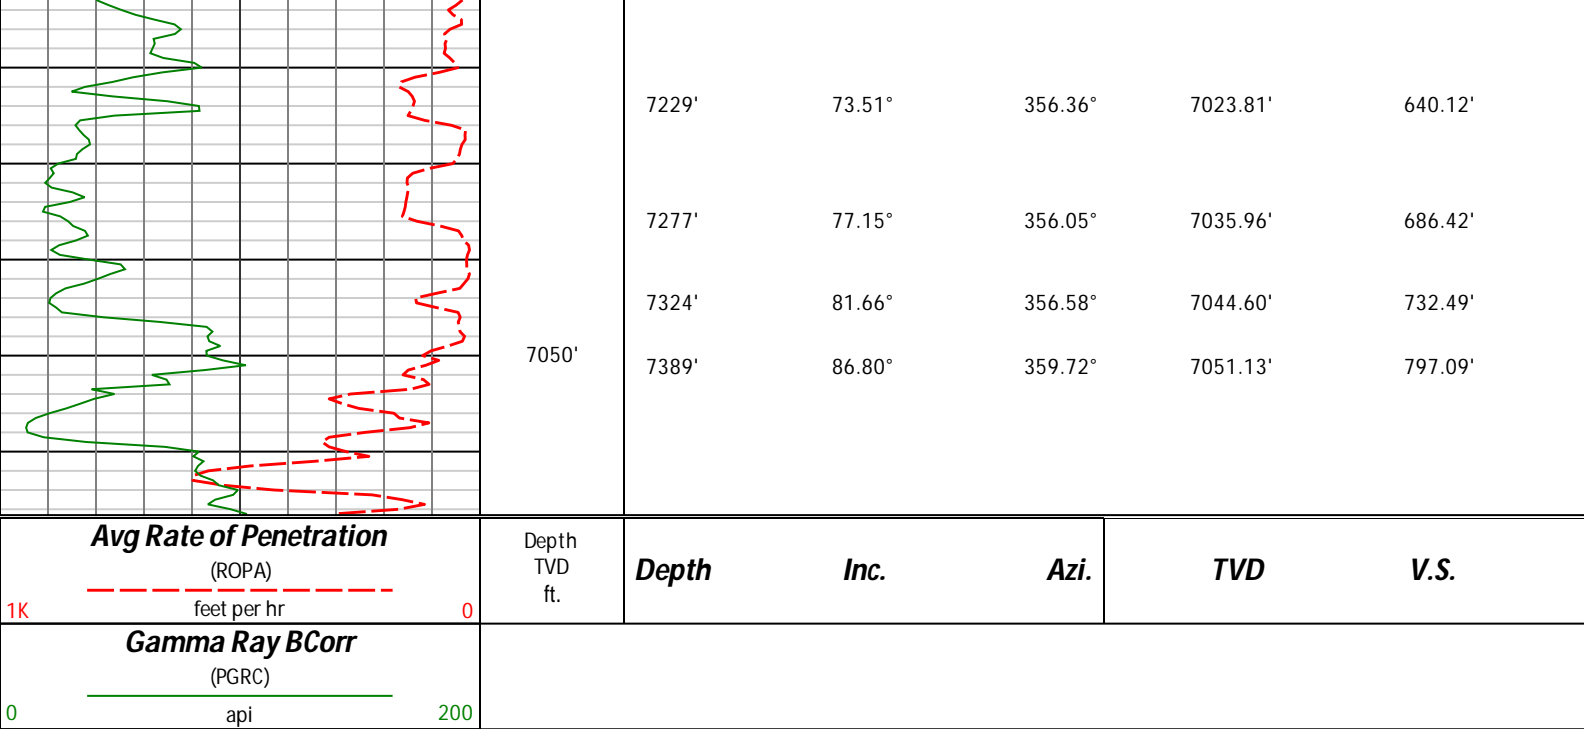 7229' 73.51° 356.36° 7023.81' 640.12'
7277' 77.15° 356.05° 7035.96' 686.42'
7324' 81.66° 356.58° 7044.60' 732.49'
7050'
7389' 86.80° 359.72° 7051.13' 797.09'
Avg Rate of Penetration
(ROPA)
feet per hr
1K 0
Depth
TVD
ft.
Depth Inc. Azi. TVD V.S.
Gamma Ray BCorr
(PGRC)
0 api 200